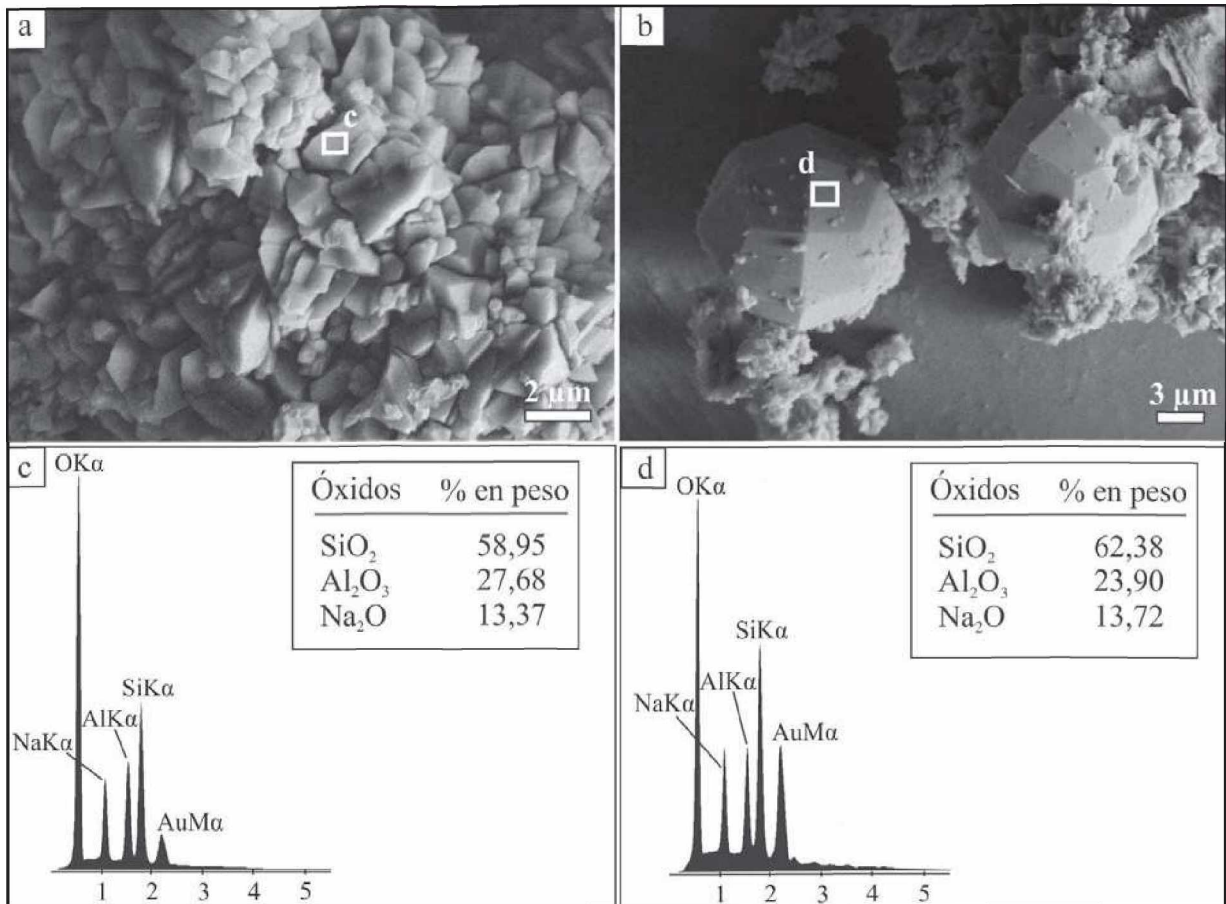 a
c
2 µm
b
d
3 µm
c
OKα
NaKα
AlKα
SiKα
AuMα
Óxidos % en peso
SiO₂ 58,95
Al₂O₃ 27,68
Na₂O 13,37
1 2 3 4 5
d
OKα
NaKα
AlKα
SiKα
AuMα
Óxidos % en peso
SiO₂ 62,38
Al₂O₃ 23,90
Na₂O 13,72
1 2 3 4 5